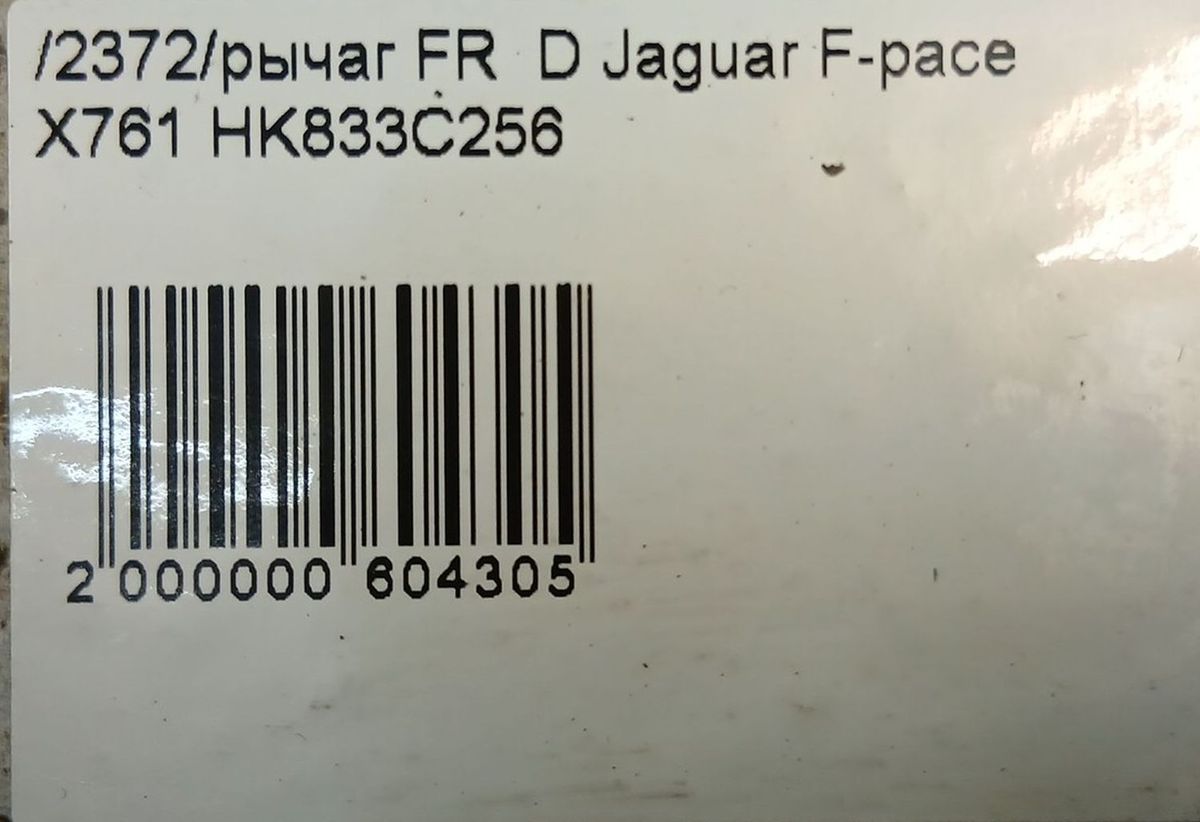 /2372/рычаг FR D Jaguar F-pace
X761 HK833C256
2 000000 604305